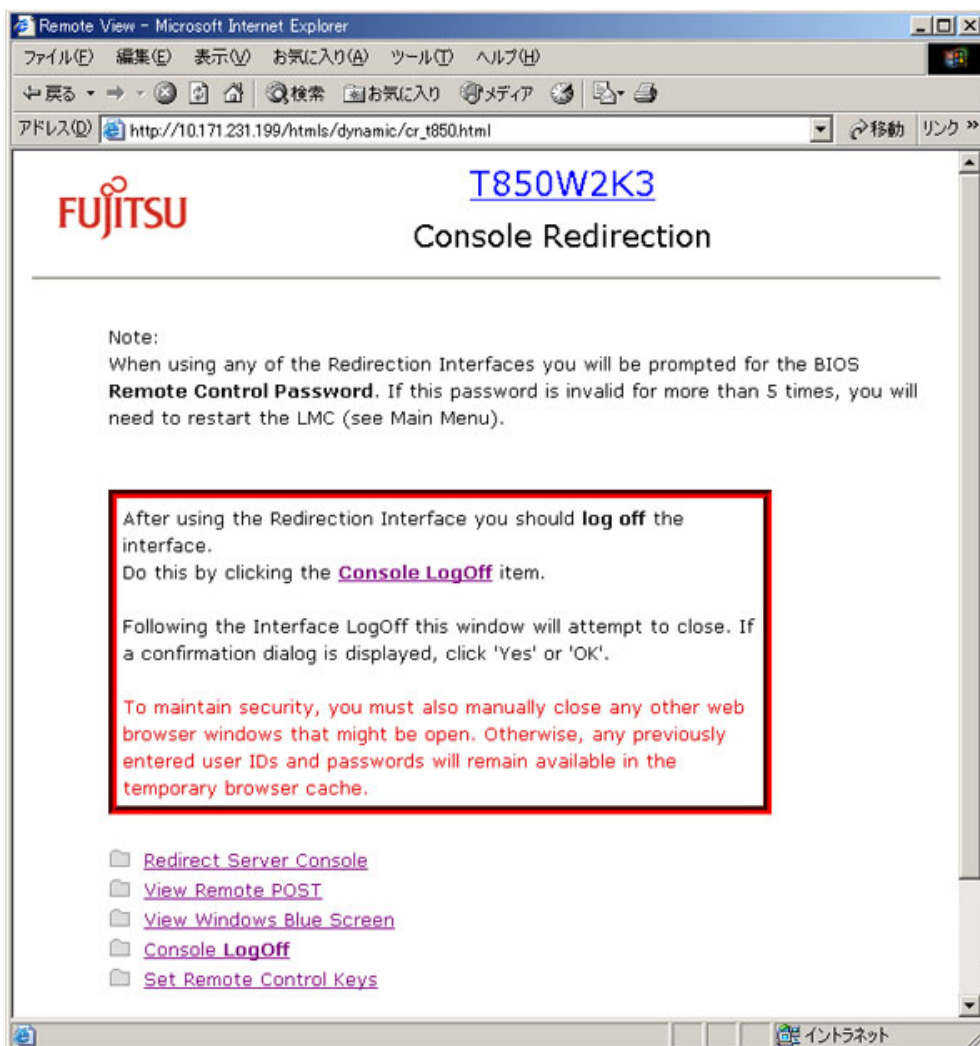 Remote View - Microsoft Internet Explorer
ファイル(F) 編集(E) 表示(V) お気に入り(A) ツール(T) ヘルプ(H)
戻る 検索 お気に入り メディア
アドレス(D) http://10.171.231.199/htmls/dynamic/cr_t850.html 移動 リンク »
FUJITSU
T850W2K3
Console Redirection
Note:
When using any of the Redirection Interfaces you will be prompted for the BIOS
Remote Control Password. If this password is invalid for more than 5 times, you will
need to restart the LMC (see Main Menu).
After using the Redirection Interface you should log off the
interface.
Do this by clicking the Console LogOff item.
Following the Interface LogOff this window will attempt to close. If
a confirmation dialog is displayed, click 'Yes' or 'OK'.
To maintain security, you must also manually close any other web
browser windows that might be open. Otherwise, any previously
entered user IDs and passwords will remain available in the
temporary browser cache.
Redirect Server Console
View Remote POST
View Windows Blue Screen
Console LogOff
Set Remote Control Keys
イントラネット